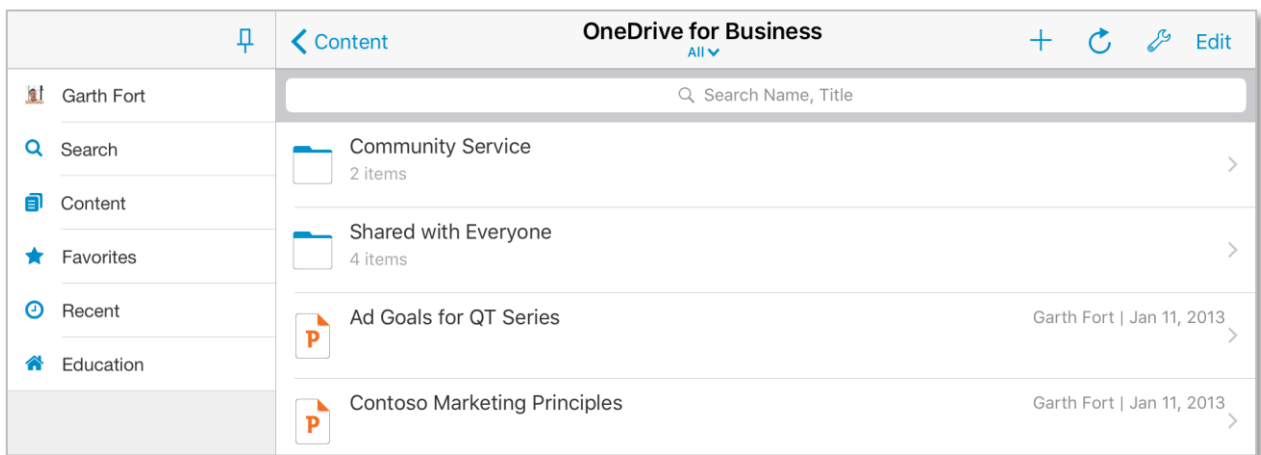 Content
OneDrive for Business
All
Edit
Garth Fort
Search
Content
Favorites
Recent
Education
Search Name, Title
Community Service
2 items
Shared with Everyone
4 items
Ad Goals for QT Series
Garth Fort | Jan 11, 2013
P
Contoso Marketing Principles
Garth Fort | Jan 11, 2013
P